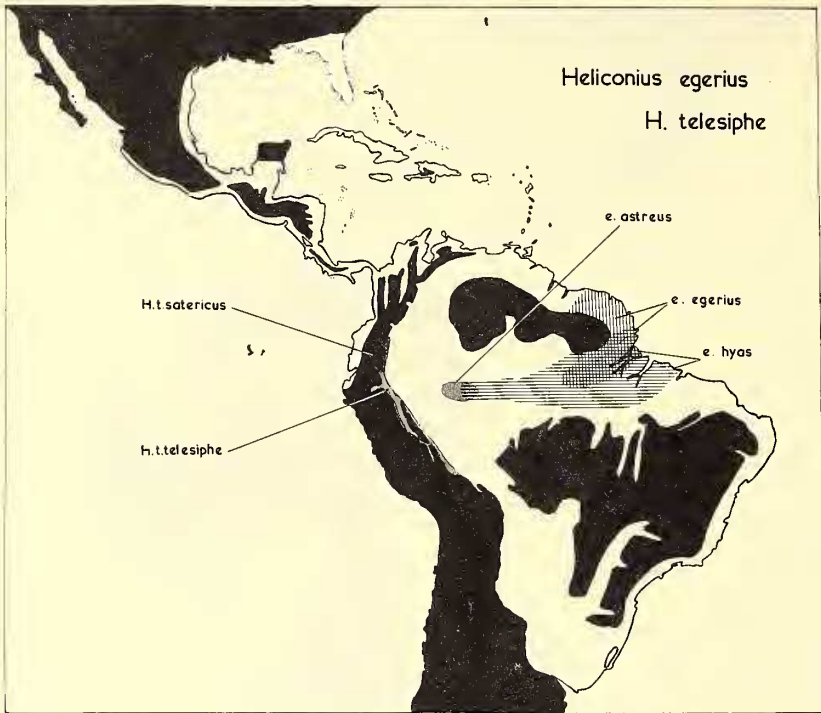 Heliconius egerius
H. telesiphe
e. astreus
H.t.satericus
e. egerius
e. hyas
H.t.telesiphe